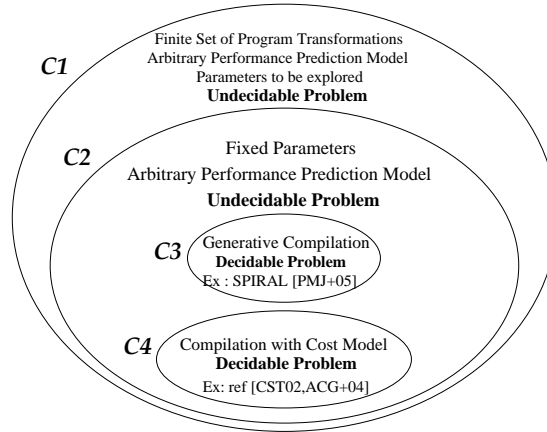 C1
Finite Set of Program Transformations
Arbitrary Performance Prediction Model
Parameters to be explored
Undecidable Problem
C2
Fixed Parameters
Arbitrary Performance Prediction Model
Undecidable Problem
C3
Generative Compilation
Decidable Problem
Ex : SPIRAL [PMJ+05]
C4
Compilation with Cost Model
Decidable Problem
Ex: ref [CST02,ACG+04]